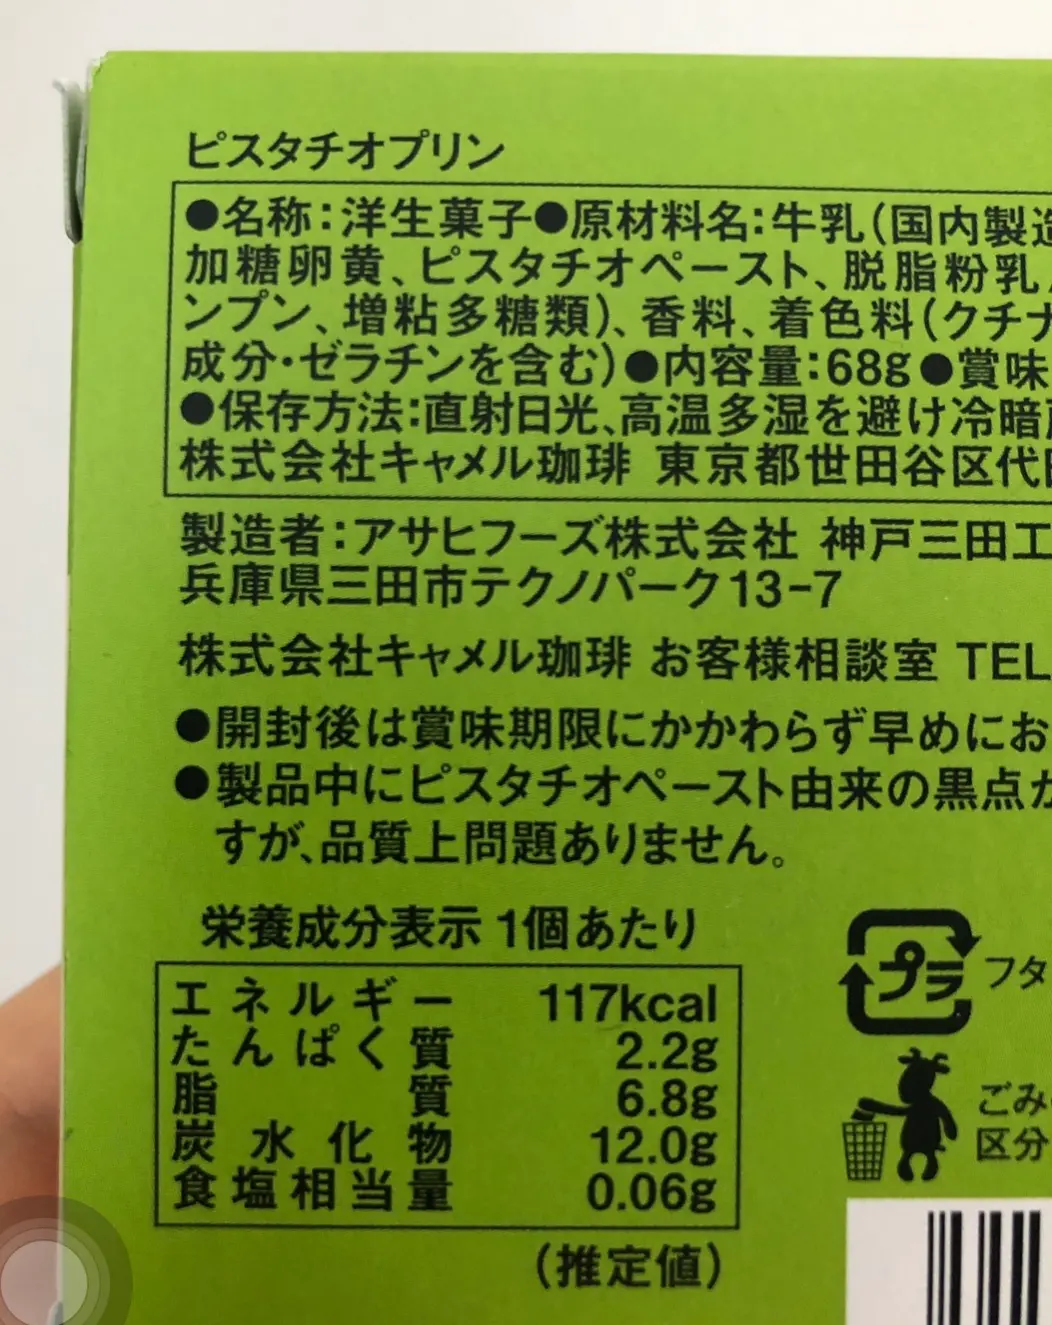 ピスタチオプリン
●名称:洋生菓子●原材料名:牛乳(国内製造
加糖卵黄、ピスタチオペースト、脱脂粉乳、
ンプン、増粘多糖類)、香料、着色料(クチナ
成分・ゼラチンを含む)●内容量:68g●賞味
●保存方法:直射日光、高温多湿を避け冷暗
株式会社キャメル珈琲 東京都世田谷区代田
製造者:アサヒフーズ株式会社 神戸三田工
兵庫県三田市テクノパーク13-7
株式会社キャメル珈琲 お客様相談室 TEL
●開封後は賞味期限にかかわらず早めにお
●製品中にピスタチオペースト由来の黒点が
すが、品質上問題ありません。
栄養成分表示 1個あたり
エネルギー 117kcal
たんぱく質 2.2g
脂質 6.8g
炭水化物 12.0g
食塩相当量 0.06g
(推定値)
プラ
フタ
ごみ
区分